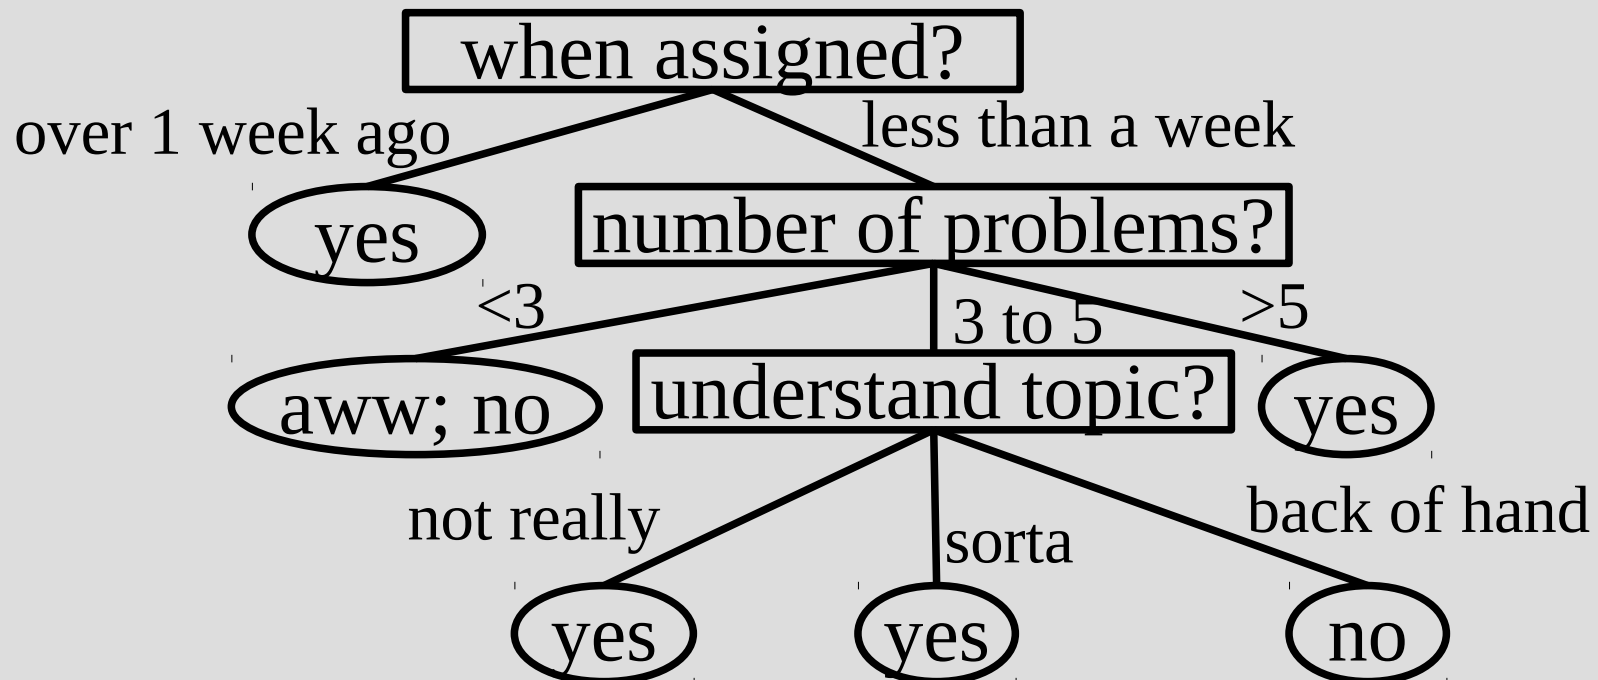 when assigned?
over 1 week ago
less than a week
yes
number of problems?
<3
3 to 5
>5
aww; no
understand topic?
yes
not really
sorta
back of hand
yes
yes
no